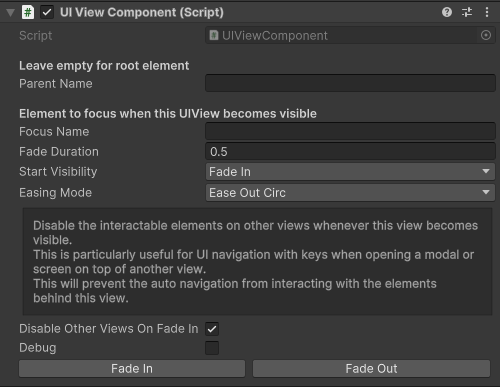 UI View Component (Script)
Script UIViewComponent
Leave empty for root element
Parent Name
Element to focus when this UIView becomes visible
Focus Name
Fade Duration 0.5
Start Visibility Fade In
Easing Mode Ease Out Circ
Disable the interactable elements on other views whenever this view becomes
visible.
This is particularly useful for UI navigation with keys when opening a modal or
screen on top of another view.
This will prevent the auto navigation from interacting with the elements
behind this view.
Disable Other Views On Fade In
Debug
Fade In Fade Out